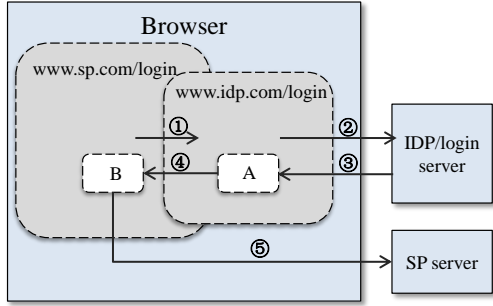 Browser
www.sp.com/login
www.idp.com/login
①
②
IDP/login
server
③
④
B
A
⑤
SP server